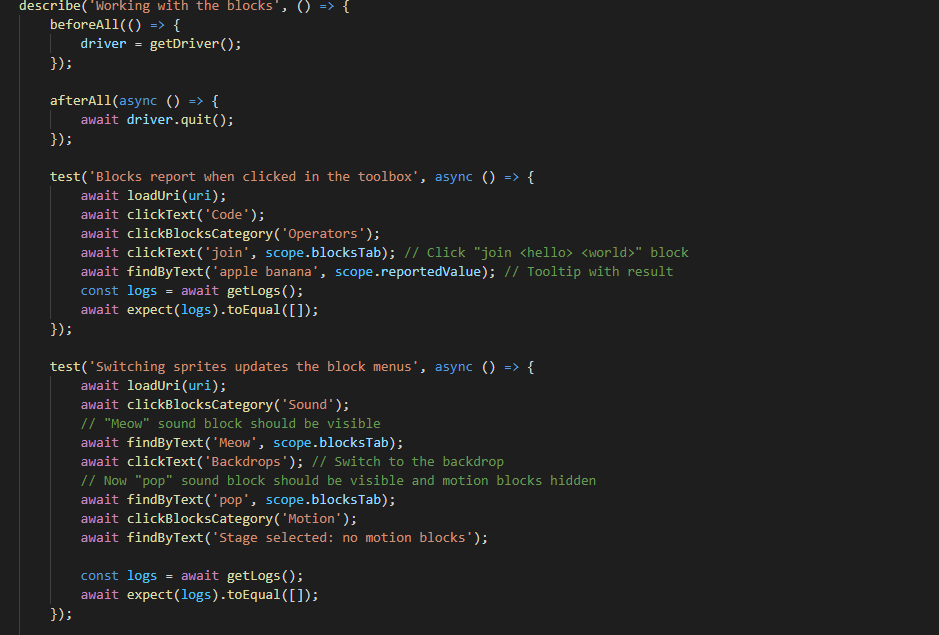 describe('Working with the blocks', () => {
    beforeAll(() => {
        driver = getDriver();
    });

    afterAll(async () => {
        await driver.quit();
    });

    test('Blocks report when clicked in the toolbox', async () => {
        await loadUri(uri);
        await clickText('Code');
        await clickBlocksCategory('Operators');
        await clickText('join', scope.blocksTab); // Click "join <hello> <world>" block
        await findByText('apple banana', scope.reportedValue); // Tooltip with result
        const logs = await getLogs();
        await expect(logs).toEqual([]);
    });

    test('Switching sprites updates the block menus', async () => {
        await loadUri(uri);
        await clickBlocksCategory('Sound');
        // "Meow" sound block should be visible
        await findByText('Meow', scope.blocksTab);
        await clickText('Backdrops'); // Switch to the backdrop
        // Now "pop" sound block should be visible and motion blocks hidden
        await findByText('pop', scope.blocksTab);
        await clickBlocksCategory('Motion');
        await findByText('Stage selected: no motion blocks');

        const logs = await getLogs();
        await expect(logs).toEqual([]);
    });